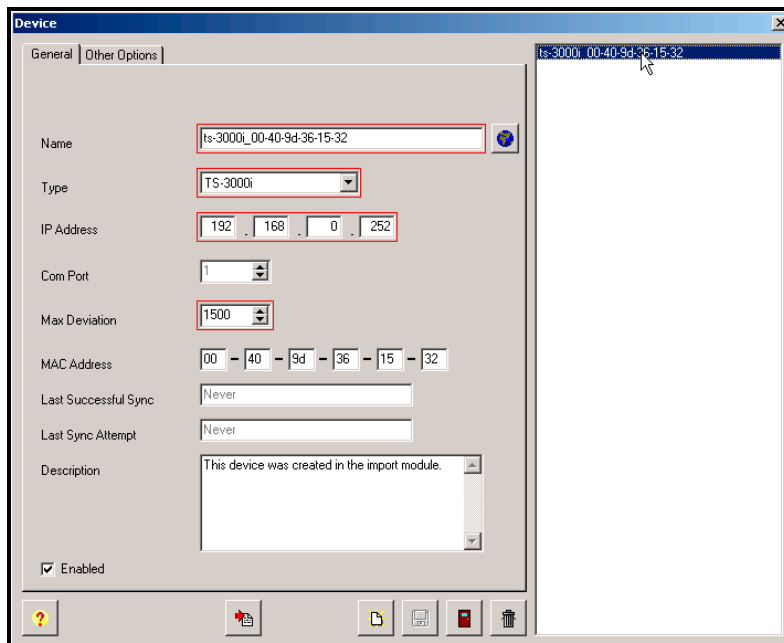 Device
General Other Options
ts-3000i_00-40-9d-36-15-32
Name ts-3000i_00-40-9d-36-15-32
Type TS-3000i
IP Address 192 . 168 . 0 . 252
Com Port 1
Max Deviation 1500
MAC Address 00 - 40 - 9d - 36 - 15 - 32
Last Successful Sync Never
Last Sync Attempt Never
Description This device was created in the import module.
Enabled
?